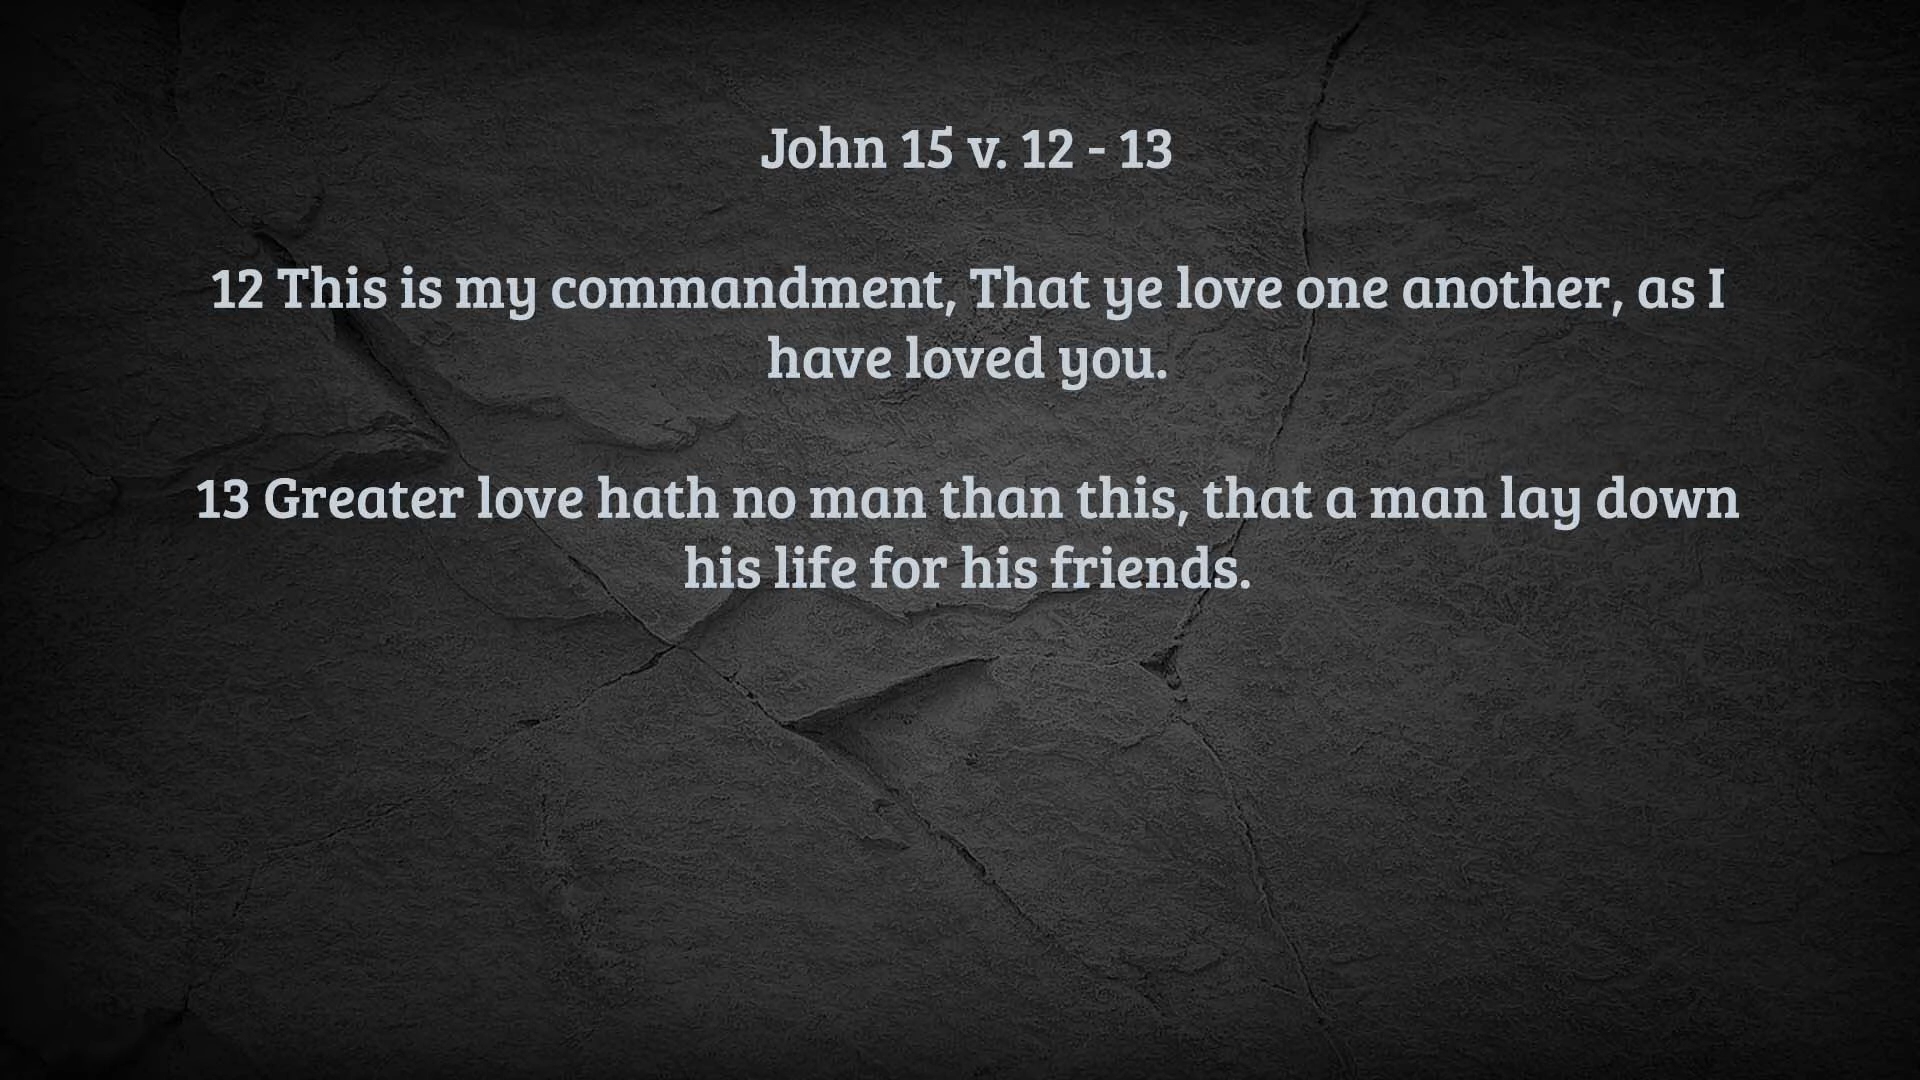 John 15 v. 12 - 13
12 This is my commandment, That ye love one another, as I
have loved you.
13 Greater love hath no man than this, that a man lay down
his life for his friends.